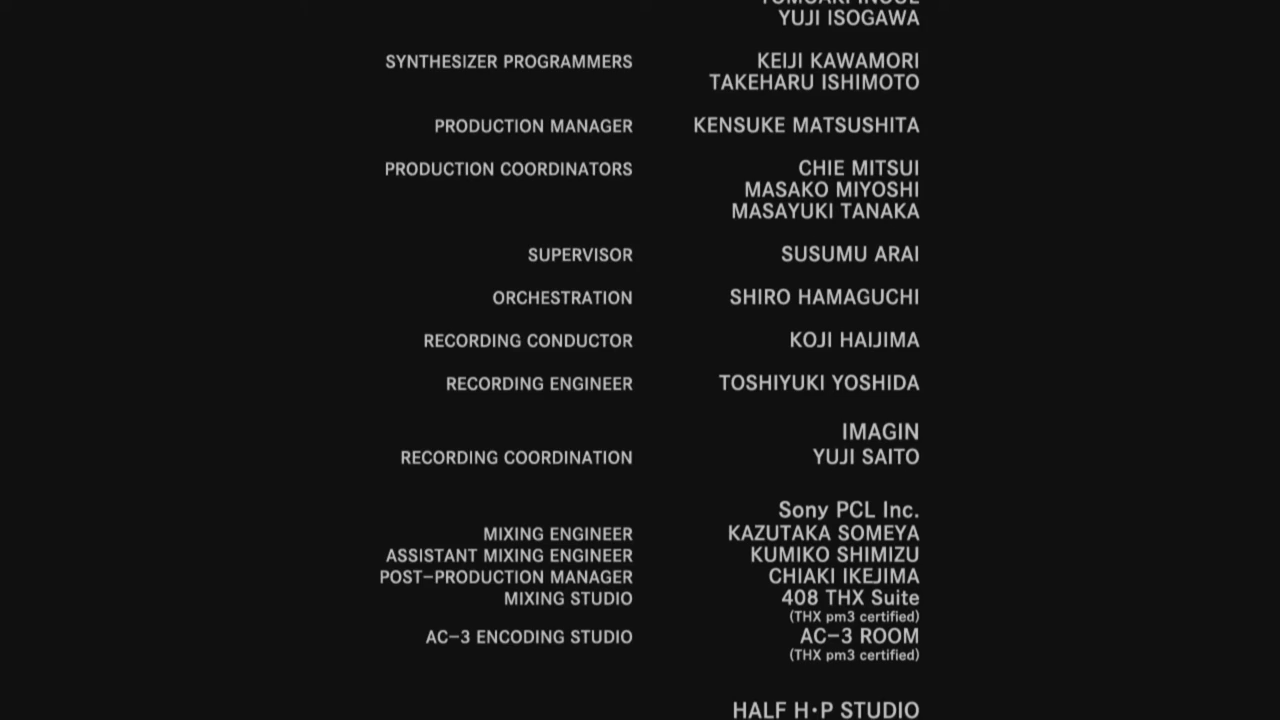 YUJI ISOGAWA
SYNTHESIZER PROGRAMMERS KEIJI KAWAMORI
TAKEHARU ISHIMOTO
PRODUCTION MANAGER KENSUKE MATSUSHITA
PRODUCTION COORDINATORS CHIE MITSUI
MASAKO MIYOSHI
MASAYUKI TANAKA
SUPERVISOR SUSUMU ARAI
ORCHESTRATION SHIRO HAMAGUCHI
RECORDING CONDUCTOR KOJI HAIJIMA
RECORDING ENGINEER TOSHIYUKI YOSHIDA
IMAGIN
RECORDING COORDINATION YUJI SAITO
Sony PCL Inc.
MIXING ENGINEER KAZUTAKA SOMEYA
ASSISTANT MIXING ENGINEER KUMIKO SHIMIZU
POST-PRODUCTION MANAGER CHIAKI IKEJIMA
MIXING STUDIO 408 THX Suite
(THX pm3 certified)
AC-3 ENCODING STUDIO AC-3 ROOM
(THX pm3 certified)
HALF H・P STUDIO